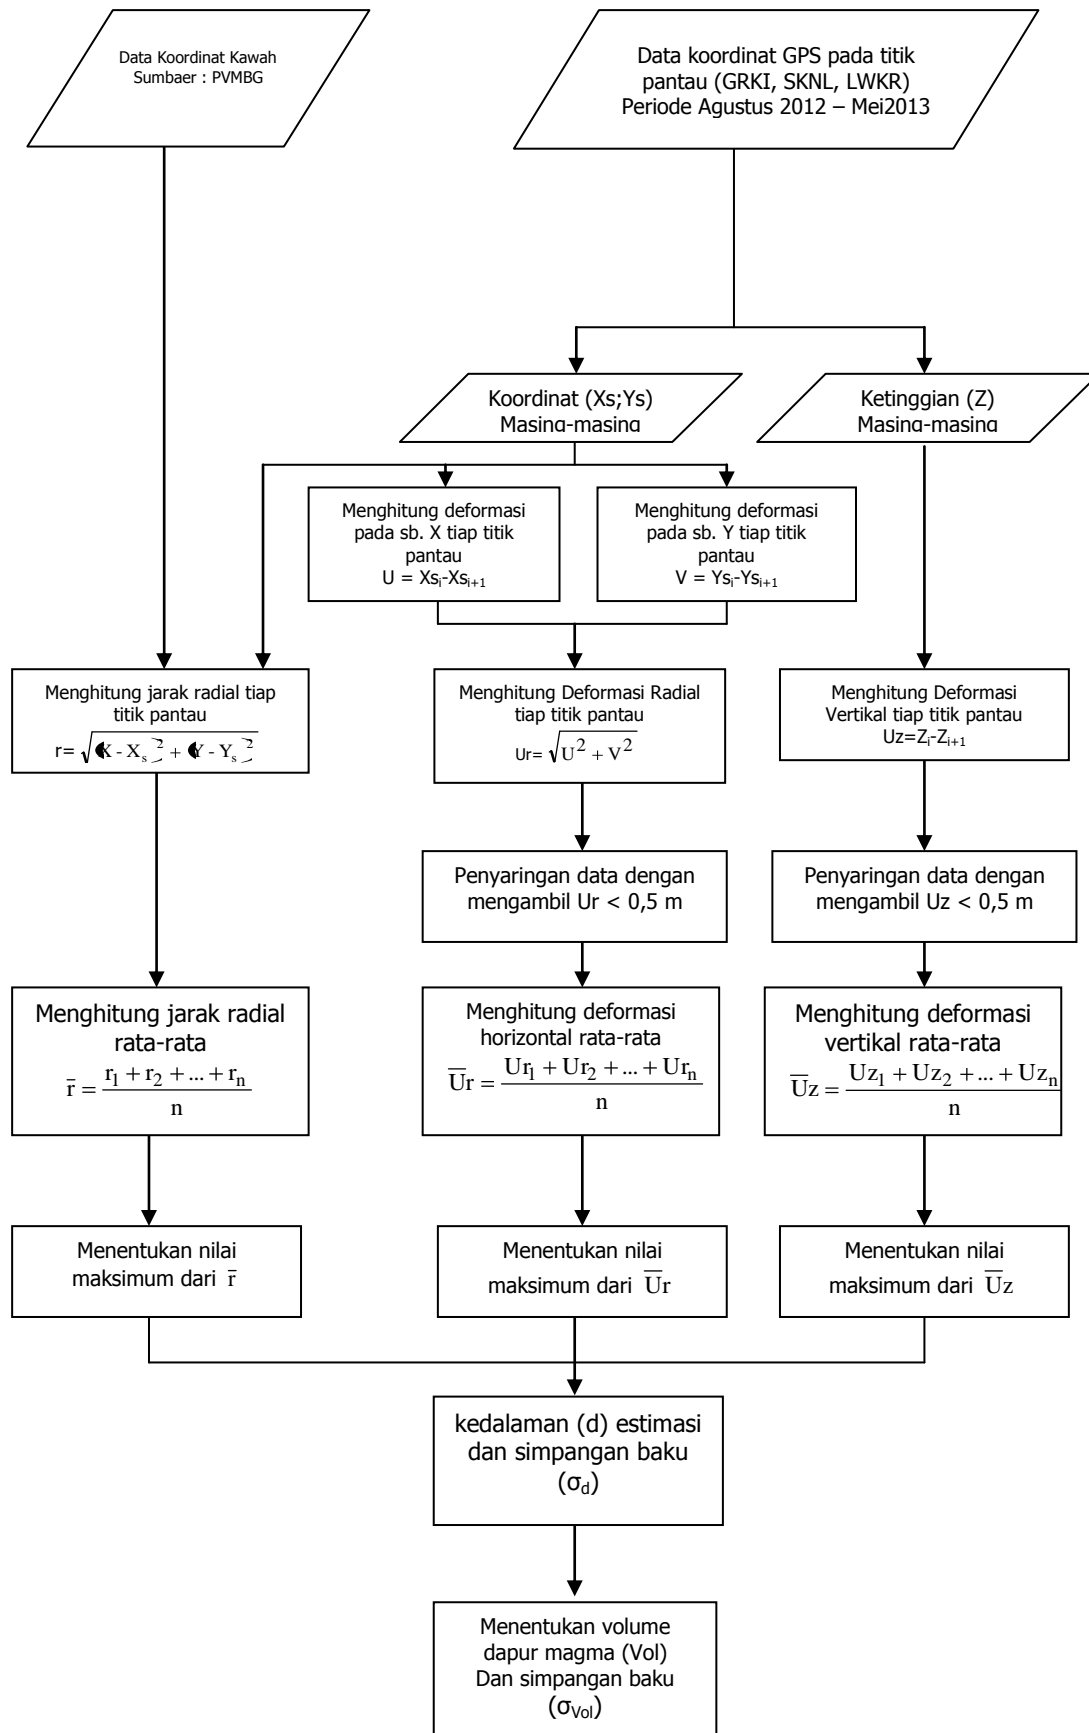 Data Koordinat Kawah
Sumbaer : PVMBG
Data koordinat GPS pada titik
pantau (GRKI, SKNL, LWKR)
Periode Agustus 2012 – Mei2013
Koordinat (Xs;Ys)
Masing-masing
Ketinggian (Z)
Masing-masing
Menghitung deformasi
pada sb. X tiap titik
pantau
U = Xsᵢ-Xsᵢ₊₁
Menghitung deformasi
pada sb. Y tiap titik
pantau
V = Ysᵢ-Ysᵢ₊₁
Menghitung jarak radial tiap
titik pantau
r= √(X - Xₛ)² + (Y - Yₛ)²
Menghitung Deformasi Radial
tiap titik pantau
Ur= √U² + V²
Menghitung Deformasi
Vertikal tiap titik pantau
Uz=Zᵢ-Zᵢ₊₁
Penyaringan data dengan
mengambil Ur < 0,5 m
Penyaringan data dengan
mengambil Uz < 0,5 m
Menghitung jarak radial
rata-rata
r̄ = (r₁ + r₂ + ... + rₙ) / n
Menghitung deformasi
horizontal rata-rata
U̅r = (Ur₁ + Ur₂ + ... + Urₙ) / n
Menghitung deformasi
vertikal rata-rata
U̅z = (Uz₁ + Uz₂ + ... + Uzₙ) / n
Menentukan nilai
maksimum dari r̄
Menentukan nilai
maksimum dari U̅r
Menentukan nilai
maksimum dari U̅z
kedalaman (d) estimasi
dan simpangan baku
(σd)
Menentukan volume
dapur magma (Vol)
Dan simpangan baku
(σVol)